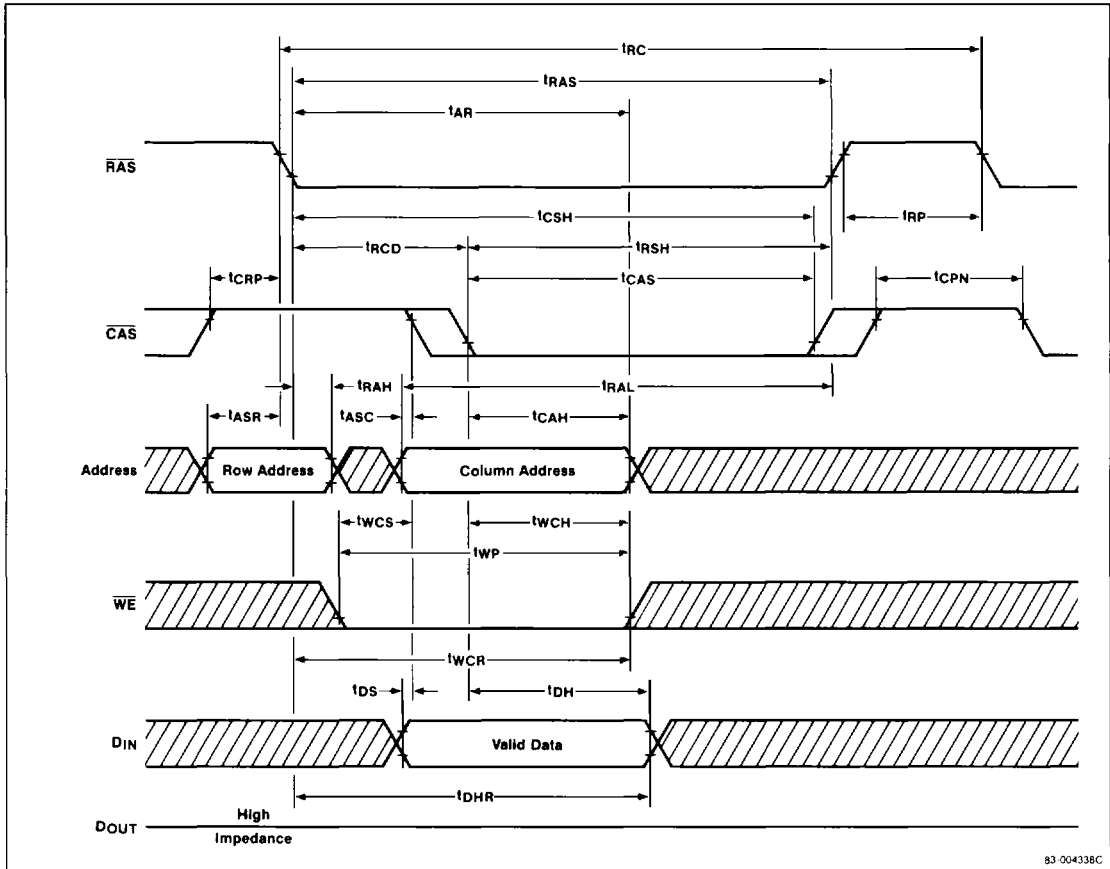 tRC
tRAS
tAR
RAS
tCSH
tRP
tRCD
tRSH
tCRP
tCAS
tCPN
CAS
tRAH
tRAL
tASR
tASC
tCAH
Address
Row Address
Column Address
tWCS
tWCH
tWP
WE
tWCR
tDS
tDH
DIN
Valid Data
tDHR
DOUT
High
Impedance
83-004338C